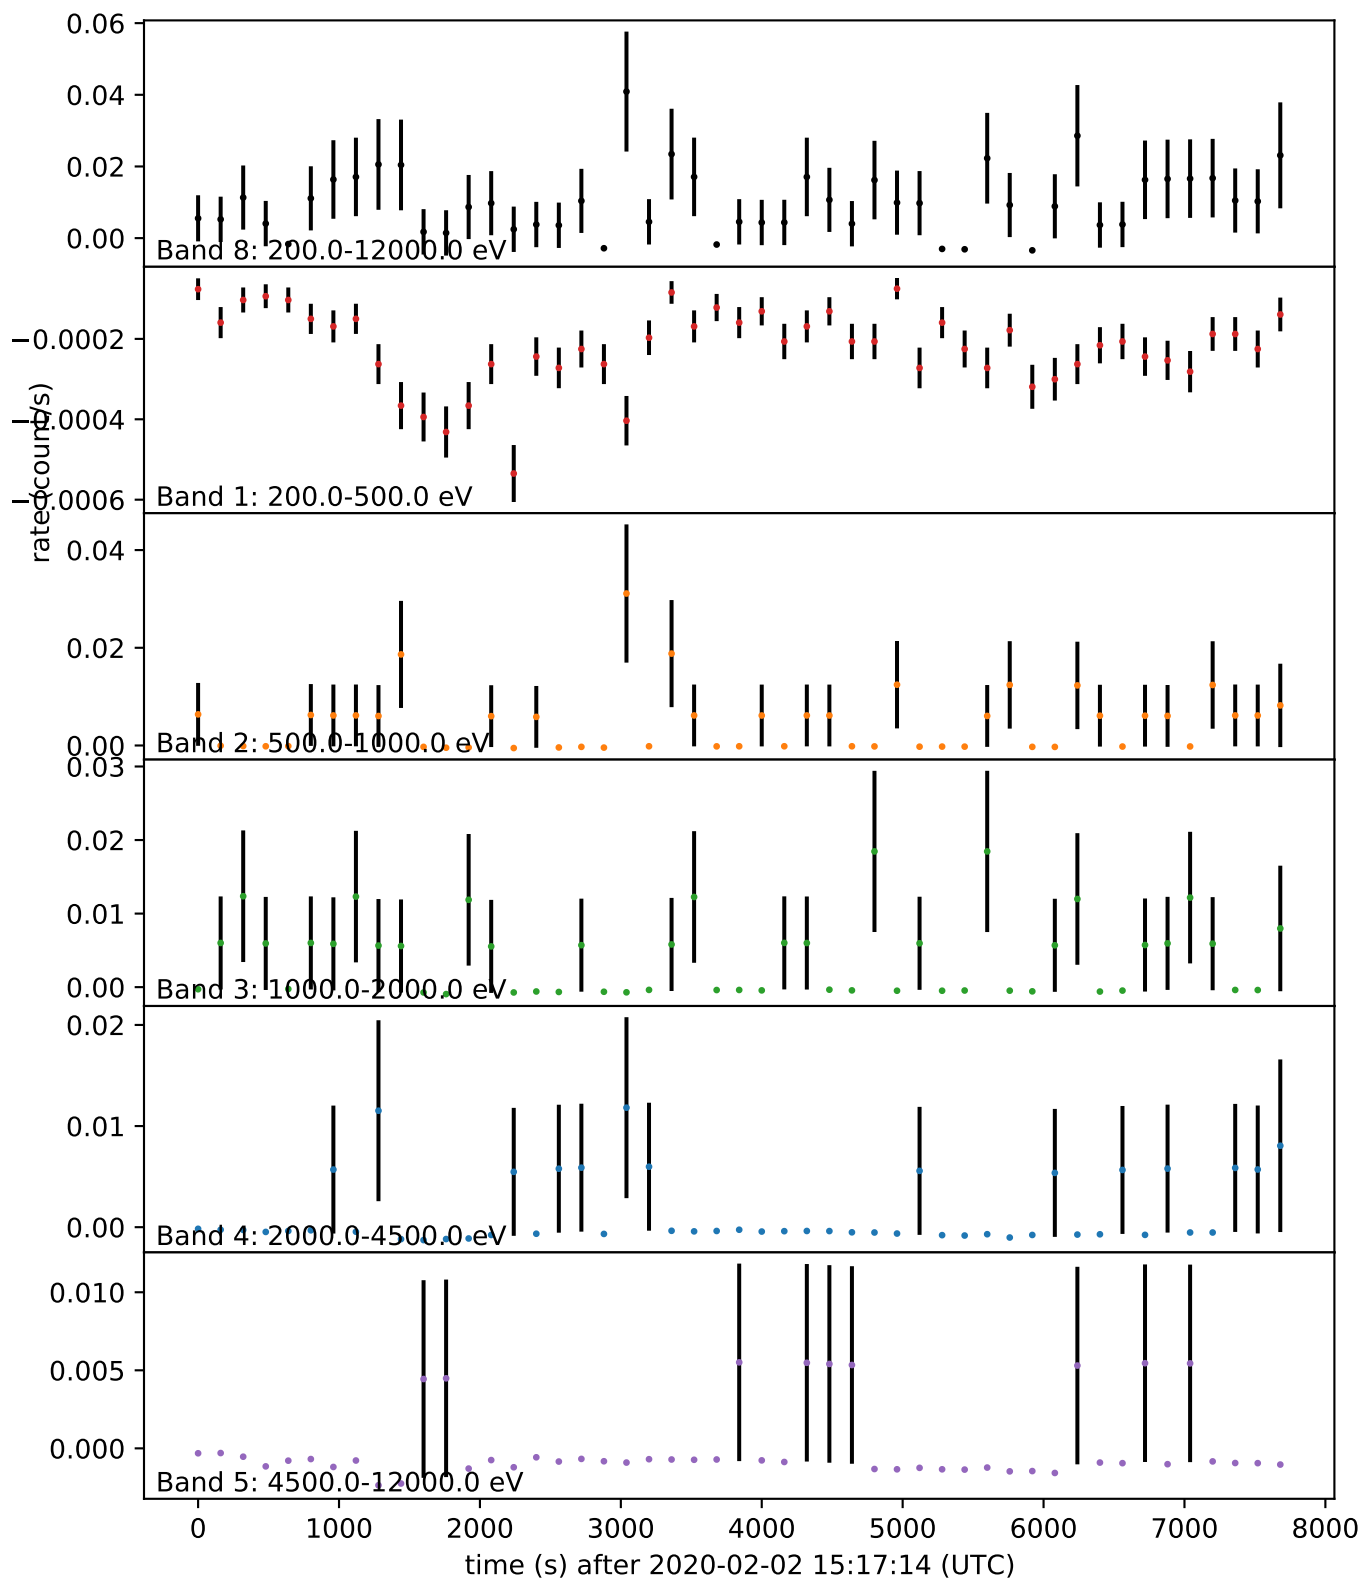 0.06
0.04
0.02
0.00
Band 8: 200.0-12000.0 eV
−0.0002
−0.0004
−0.0006
rate (count/s)
Band 1: 200.0-500.0 eV
0.04
0.02
0.00
Band 2: 500.0-1000.0 eV
0.03
0.02
0.01
0.00
Band 3: 1000.0-2000.0 eV
0.02
0.01
0.00
Band 4: 2000.0-4500.0 eV
0.010
0.005
0.000
Band 5: 4500.0-12000.0 eV
0 1000 2000 3000 4000 5000 6000 7000 8000
time (s) after 2020-02-02 15:17:14 (UTC)